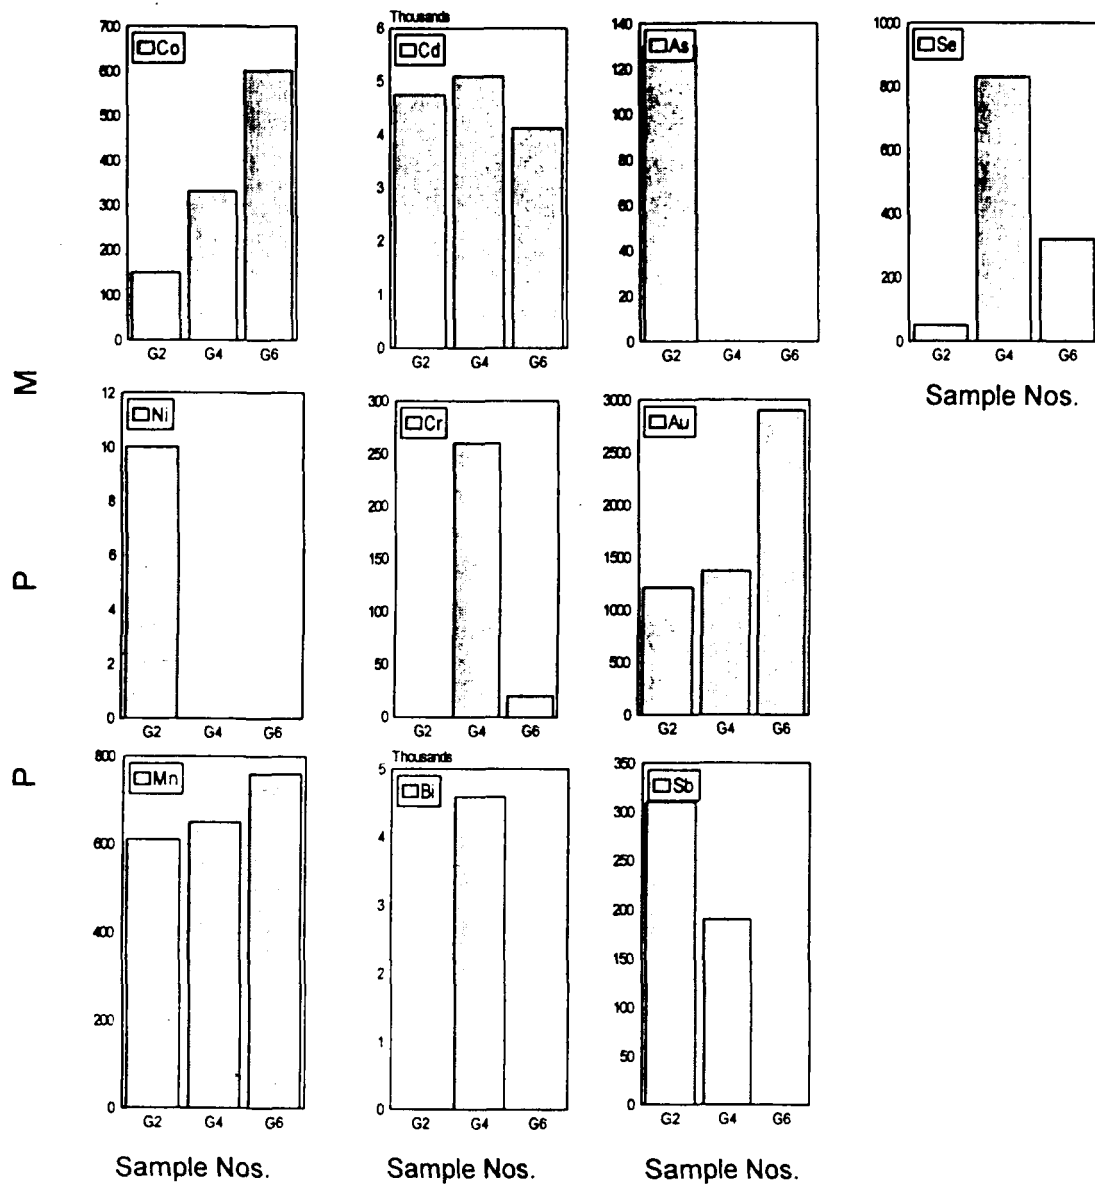 Thousands
700
600
500
400
300
200
100
0
Co
G2 G4 G6
6
5
4
3
2
1
0
Cd
G2 G4 G6
140
120
100
80
60
40
20
0
As
G2 G4 G6
1000
800
600
400
200
0
Se
G2 G4 G6
Sample Nos.
P P M
12
10
8
6
4
2
0
Ni
G2 G4 G6
300
250
200
150
100
50
0
Cr
G2 G4 G6
3000
2500
2000
1500
1000
500
0
Au
G2 G4 G6
800
600
400
200
0
Mn
G2 G4 G6
Thousands
5
4
3
2
1
0
Bi
G2 G4 G6
350
300
250
200
150
100
50
0
Sb
G2 G4 G6
Sample Nos. Sample Nos. Sample Nos.